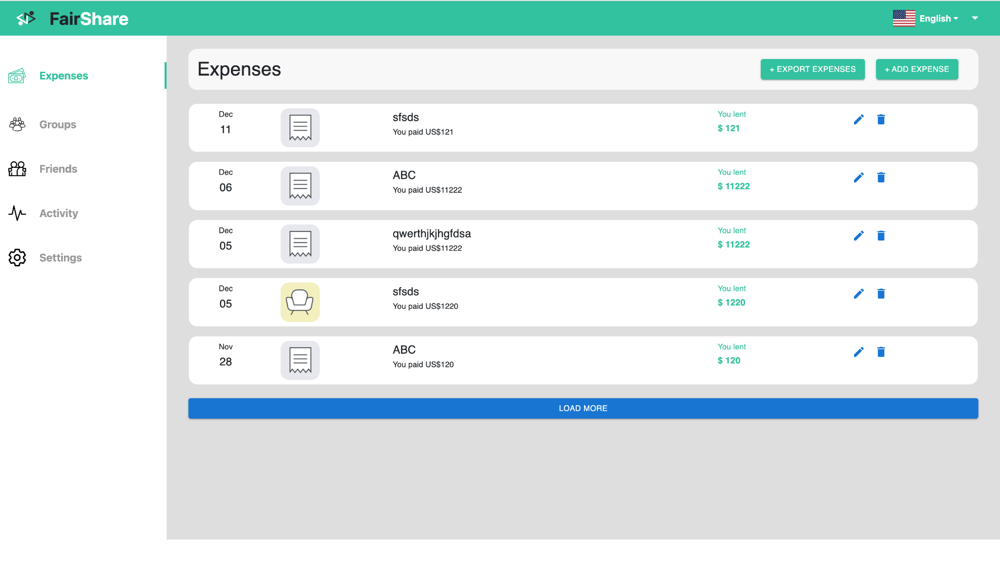 FairShare
English
Expenses
Groups
Friends
Activity
Settings
Expenses
+ EXPORT EXPENSES
+ ADD EXPENSE
Dec
11
sfsds
You paid US$121
You lent
$ 121
Dec
06
ABC
You paid US$11222
You lent
$ 11222
Dec
05
qwerthjkjhgfdsa
You paid US$11222
You lent
$ 11222
Dec
05
sfsds
You paid US$1220
You lent
$ 1220
Nov
28
ABC
You paid US$120
You lent
$ 120
LOAD MORE